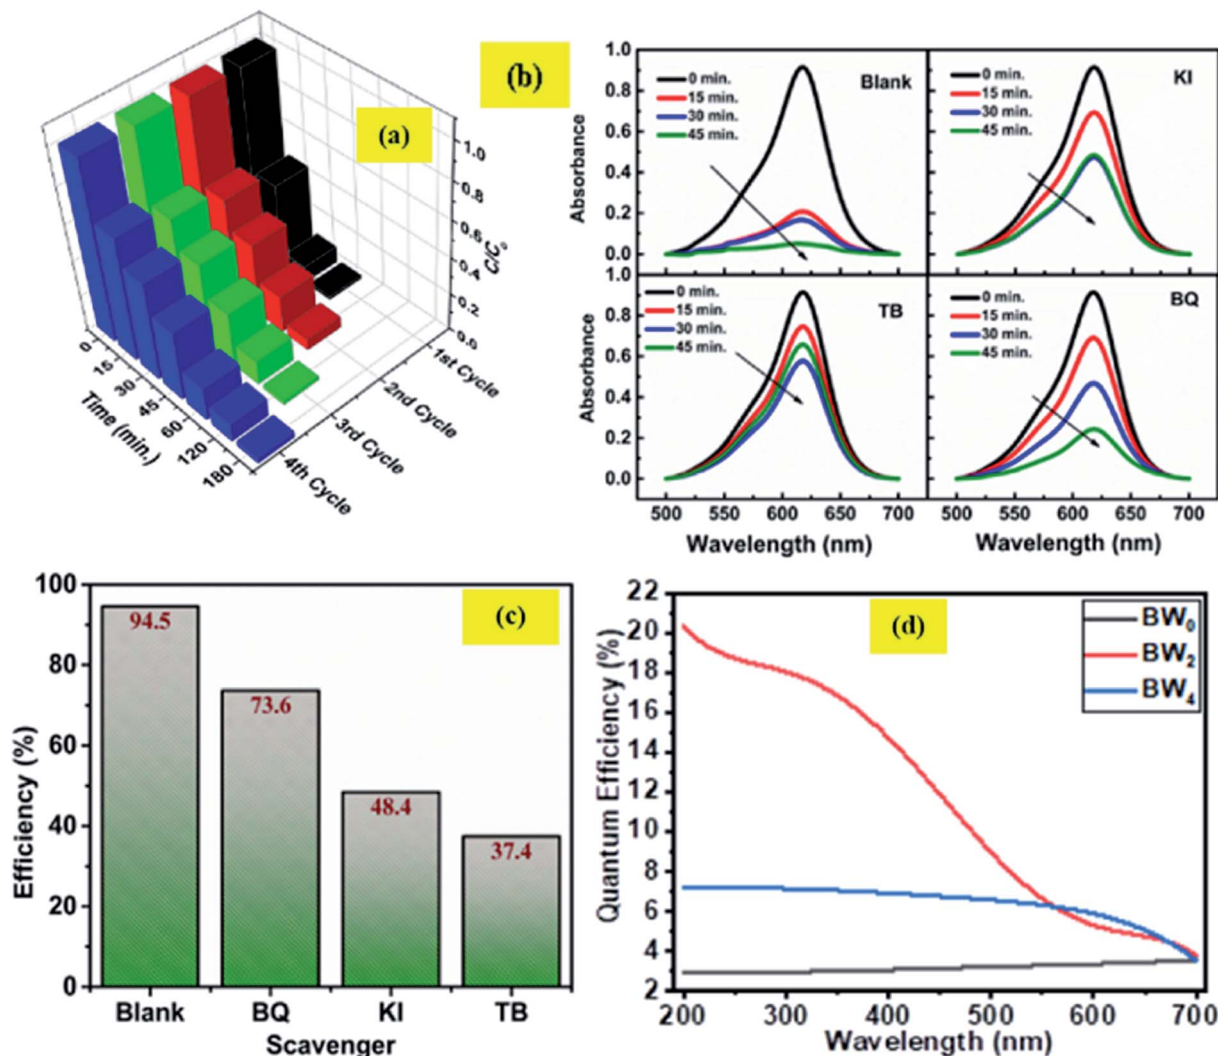 (a)
1.0
0.8
0.6
0.4
0.2
0.0
C/C₀
0
15
30
45
60
120
180
Time (min.)
1st Cycle
2nd Cycle
3rd Cycle
4th Cycle
(b)
1.0
0.8
0.6
0.4
0.2
0.0
Absorbance
0 min.
15 min.
30 min.
45 min.
Blank
0 min.
15 min.
30 min.
45 min.
KI
1.0
0.8
0.6
0.4
0.2
0.0
Absorbance
0 min.
15 min.
30 min.
45 min.
TB
0 min.
15 min.
30 min.
45 min.
BQ
500 550 600 650 700
500 550 600 650 700
Wavelength (nm)
Wavelength (nm)
(c)
100
80
60
40
20
0
Efficiency (%)
94.5
73.6
48.4
37.4
Blank BQ KI TB
Scavenger
(d)
22
20
18
16
14
12
10
8
6
4
2
Quantum Efficiency (%)
BW₀
BW₂
BW₄
200 300 400 500 600 700
Wavelength (nm)